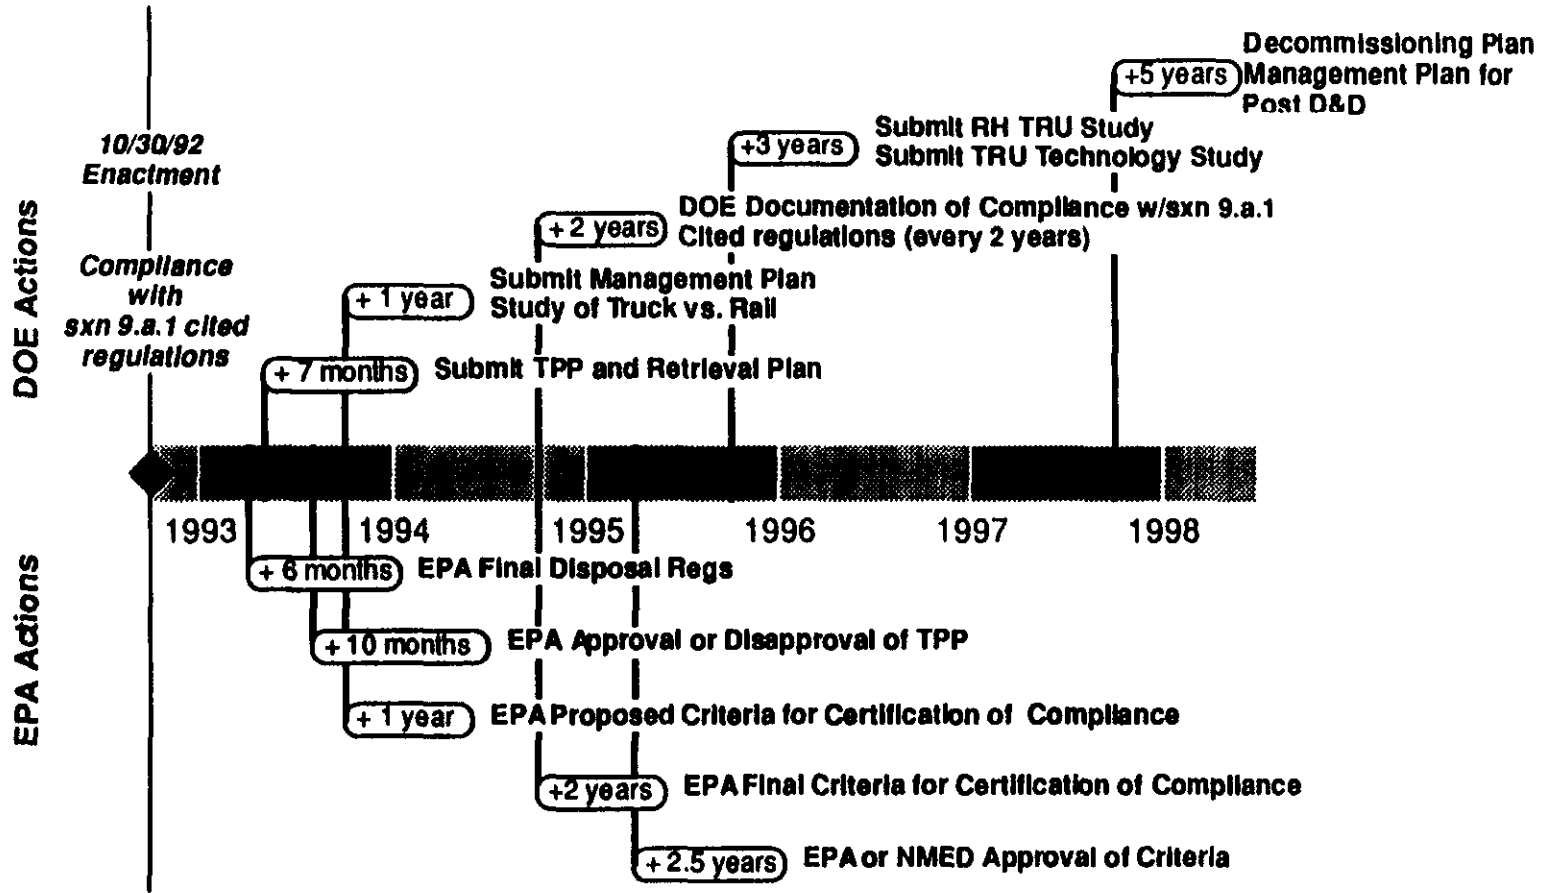 Decommissioning Plan
+5 years Management Plan for
Post D&D
10/30/92
Enactment
Submit RH TRU Study
+3 years
Submit TRU Technology Study
DOE Actions
DOE Documentation of Compliance w/sxn 9.a.1
+ 2 years
Cited regulations (every 2 years)
Compliance
with
sxn 9.a.1 cited
regulations
Submit Management Plan
+ 1 year
Study of Truck vs. Rail
+ 7 months Submit TPP and Retrieval Plan
1993 1994 1995 1996 1997 1998
EPA Actions
+ 6 months EPA Final Disposal Regs
+ 10 months EPA Approval or Disapproval of TPP
+ 1 year EPA Proposed Criteria for Certification of Compliance
+2 years EPA Final Criteria for Certification of Compliance
+ 2.5 years EPA or NMED Approval of Criteria